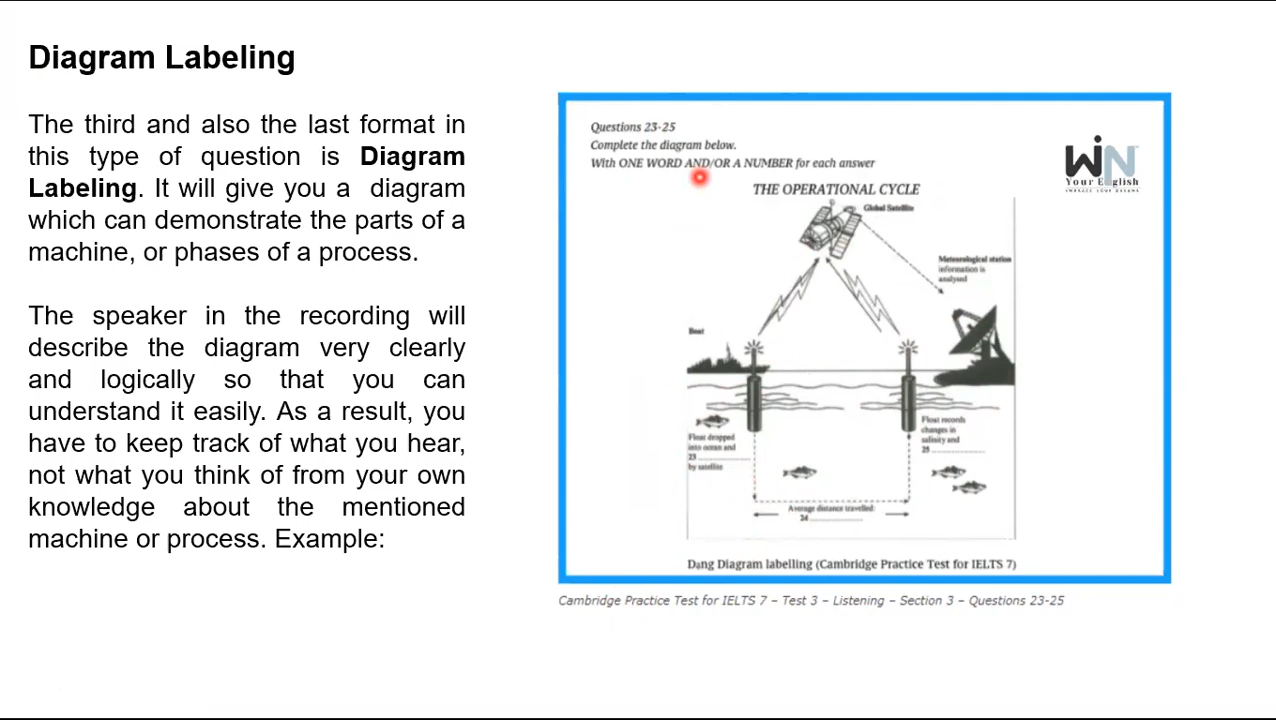 Diagram Labeling
The third and also the last format in
this type of question is Diagram
Labeling. It will give you a diagram
which can demonstrate the parts of a
machine, or phases of a process.
The speaker in the recording will
describe the diagram very clearly
and logically so that you can
understand it easily. As a result, you
have to keep track of what you hear,
not what you think of from your own
knowledge about the mentioned
machine or process. Example:
Questions 23-25
Complete the diagram below.
With ONE WORD AND/OR A NUMBER for each answer
WIN
Your English
THE OPERATIONAL CYCLE
Global Satellite
Meteorological station
information is
analysed
Boat
Float dropped
into ocean and
23 ............
by satellite
Float records
changes in
salinity and
25 ............
Average distance travelled:
24 ............
Dạng Diagram labelling (Cambridge Practice Test for IELTS 7)
Cambridge Practice Test for IELTS 7 – Test 3 – Listening – Section 3 – Questions 23-25